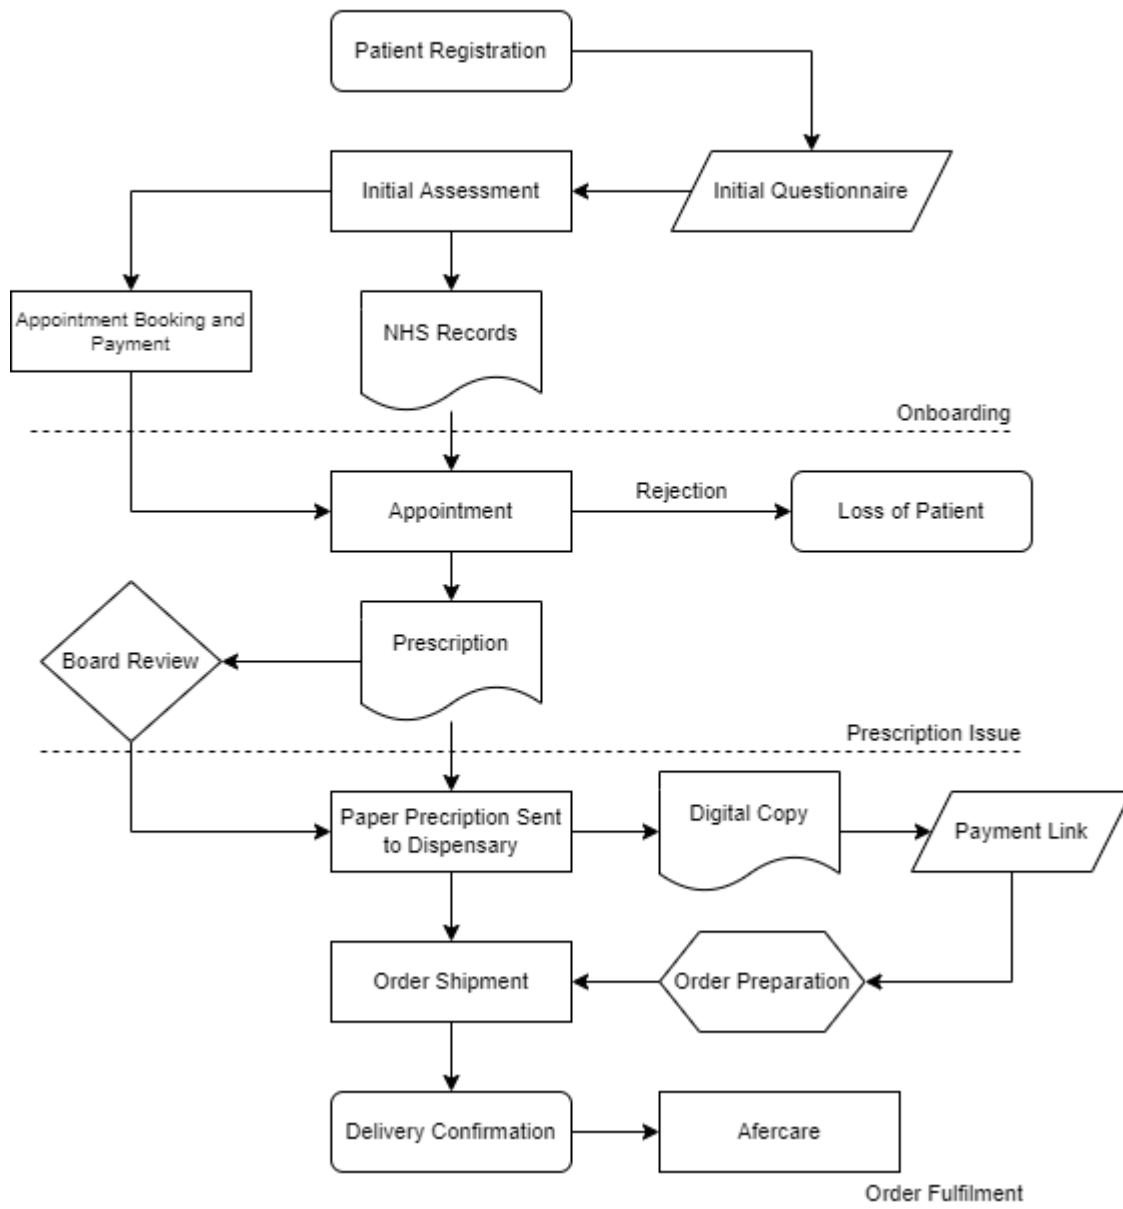 Patient Registration
Initial Assessment
Initial Questionnaire
Appointment Booking and
Payment
NHS Records
Onboarding
Appointment
Rejection
Loss of Patient
Board Review
Prescription
Prescription Issue
Paper Precription Sent
to Dispensary
Digital Copy
Payment Link
Order Shipment
Order Preparation
Delivery Confirmation
Afercare
Order Fulfilment